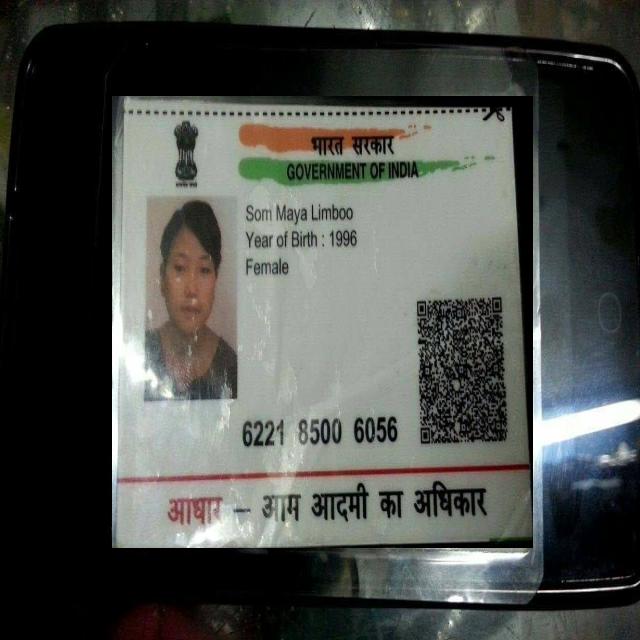 भारत सरकार
GOVERNMENT OF INDIA
Som Maya Limboo
Year of Birth : 1996
Female
6221 8500 6056
आधार – आम आदमी का अधिकार